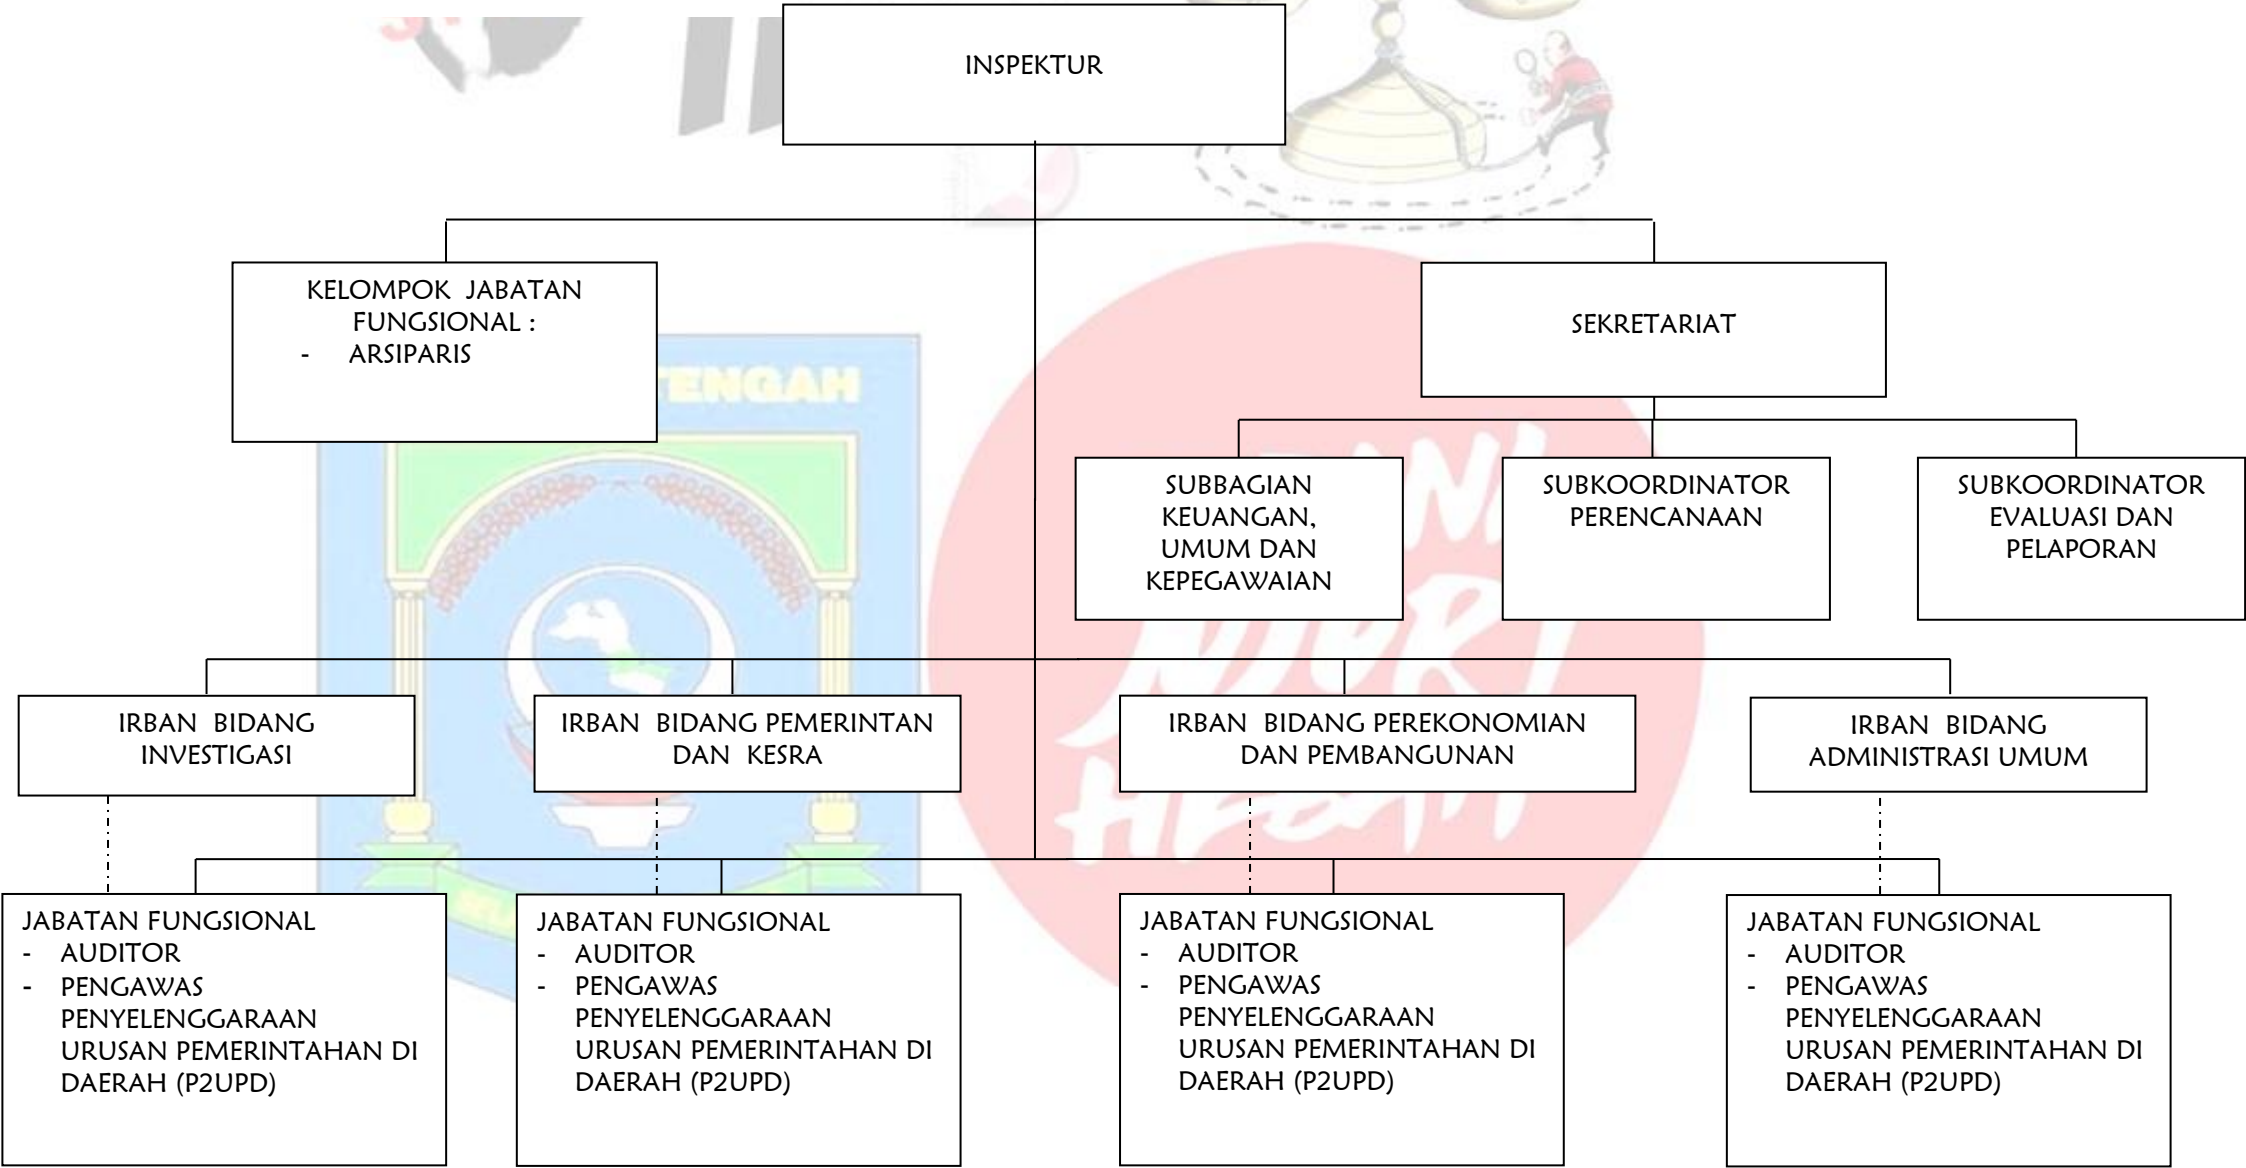 INSPEKTUR
KELOMPOK JABATAN
FUNGSIONAL :
- ARSIPARIS
SEKRETARIAT
TENGAH
SUBBAGIAN
KEUANGAN,
UMUM DAN
KEPEGAWAIAN
SUBKOORDINATOR
PERENCANAAN
SUBKOORDINATOR
EVALUASI DAN
PELAPORAN
IRBAN BIDANG
INVESTIGASI
IRBAN BIDANG PEMERINTAN
DAN KESRA
IRBAN BIDANG PEREKONOMIAN
DAN PEMBANGUNAN
IRBAN BIDANG
ADMINISTRASI UMUM
JABATAN FUNGSIONAL
- AUDITOR
- PENGAWAS
PENYELENGGARAAN
URUSAN PEMERINTAHAN DI
DAERAH (P2UPD)
JABATAN FUNGSIONAL
- AUDITOR
- PENGAWAS
PENYELENGGARAAN
URUSAN PEMERINTAHAN DI
DAERAH (P2UPD)
JABATAN FUNGSIONAL
- AUDITOR
- PENGAWAS
PENYELENGGARAAN
URUSAN PEMERINTAHAN DI
DAERAH (P2UPD)
JABATAN FUNGSIONAL
- AUDITOR
- PENGAWAS
PENYELENGGARAAN
URUSAN PEMERINTAHAN DI
DAERAH (P2UPD)